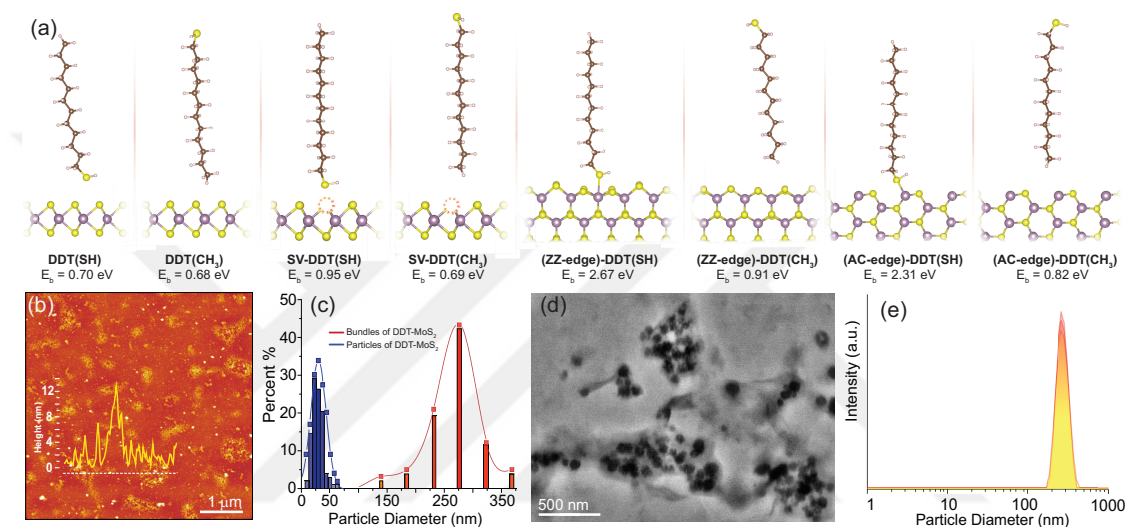 (a)
DDT(SH)
E_b = 0.70 eV
DDT(CH₃)
E_b = 0.68 eV
SV-DDT(SH)
E_b = 0.95 eV
SV-DDT(CH₃)
E_b = 0.69 eV
(ZZ-edge)-DDT(SH)
E_b = 2.67 eV
(ZZ-edge)-DDT(CH₃)
E_b = 0.91 eV
(AC-edge)-DDT(SH)
E_b = 2.31 eV
(AC-edge)-DDT(CH₃)
E_b = 0.82 eV
(b)
Height (nm)
12
8
4
0
1 μm
(c)
Percent %
50
40
30
20
10
0
Bundles of DDT-MoS₂
Particles of DDT-MoS₂
0 50 100 150 200 250 300 350
Particle Diameter (nm)
(d)
500 nm
(e)
Intensity (a.u.)
1 10 100 1000
Particle Diameter (nm)